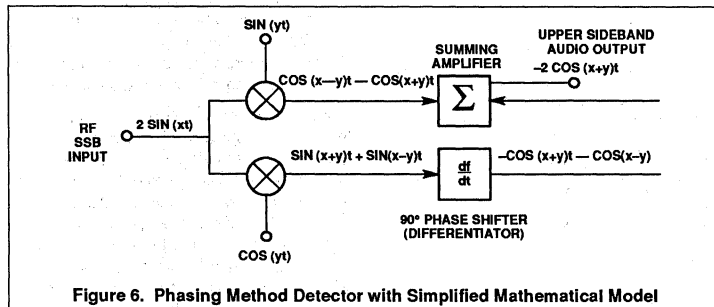 SIN (yt)
UPPER SIDEBAND
AUDIO OUTPUT
SUMMING
AMPLIFIER
–2 COS (x+y)t
COS (x—y)t — COS(x+y)t
Σ
RF
SSB
INPUT
2 SIN (xt)
SIN (x+y)t + SIN(x–y)t
df
dt
–COS (x+y)t — COS(x–y)
90° PHASE SHIFTER
(DIFFERENTIATOR)
COS (yt)
Figure 6. Phasing Method Detector with Simplified Mathematical Model